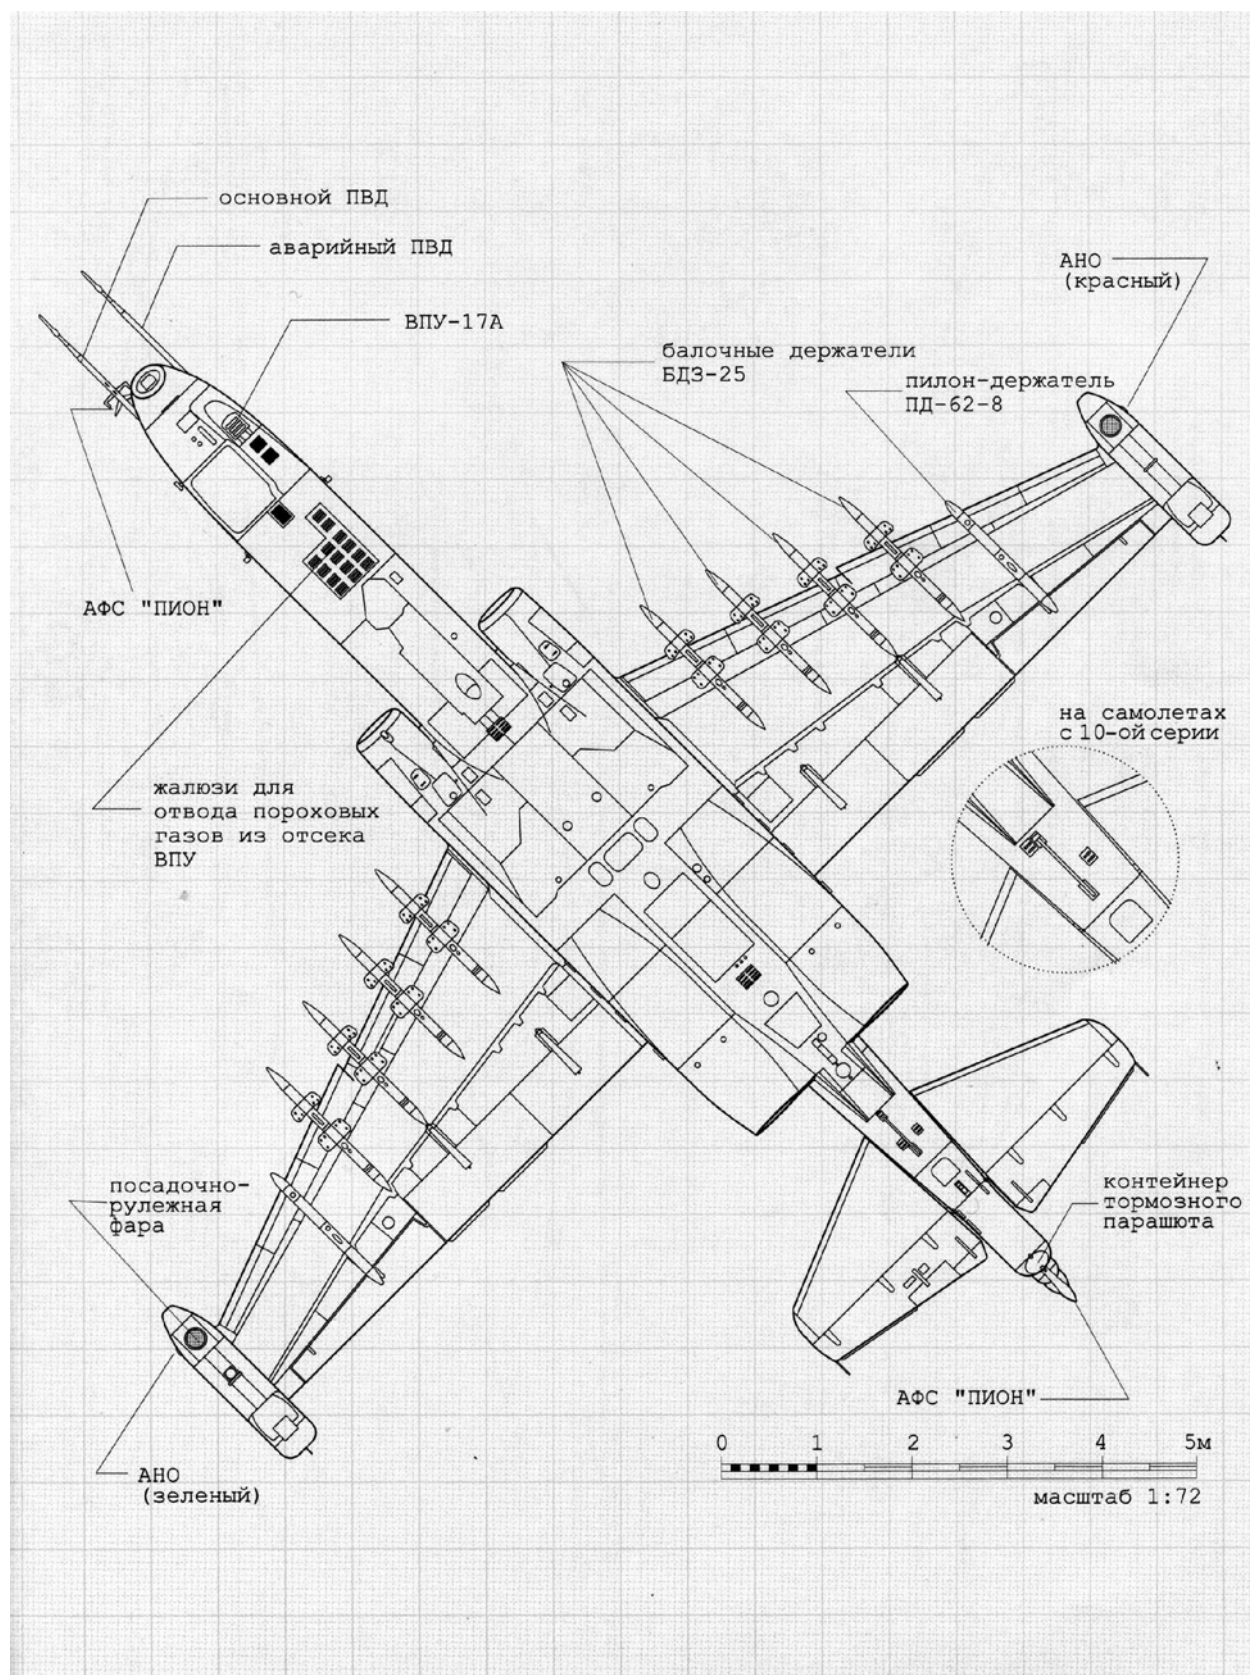 основной ПВД
аварийный ПВД
АНО
(красный)
ВПУ-17А
балочные держатели
БДЗ-25
пилон-держатель
ПД-62-8
АФС "ПИОН"
на самолетах
с 10-ой серии
жалюзи для
отвода пороховых
газов из отсека
ВПУ
посадочно-
рулежная
фара
контейнер
тормозного
парашюта
АФС "ПИОН"
0 1 2 3 4 5м
АНО
(зеленый)
масштаб 1:72